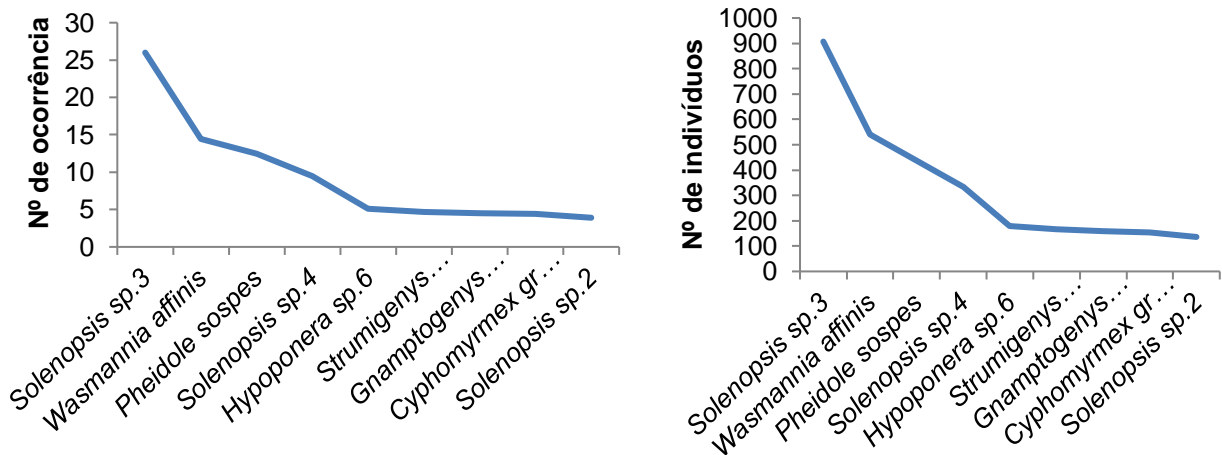 Nº de ocorrência
30
25
20
15
10
5
0
Solenopsis sp.3
Wasmannia affinis
Pheidole sospes
Solenopsis sp.4
Hypoponera sp.6
Strumigenys...
Gnamptogenys...
Cyphomyrmex gr...
Solenopsis sp.2
Nº de indivíduos
1000
900
800
700
600
500
400
300
200
100
0
Solenopsis sp.3
Wasmannia affinis
Pheidole sospes
Solenopsis sp.4
Hypoponera sp.6
Strumigenys...
Gnamptogenys...
Cyphomyrmex gr...
Solenopsis sp.2